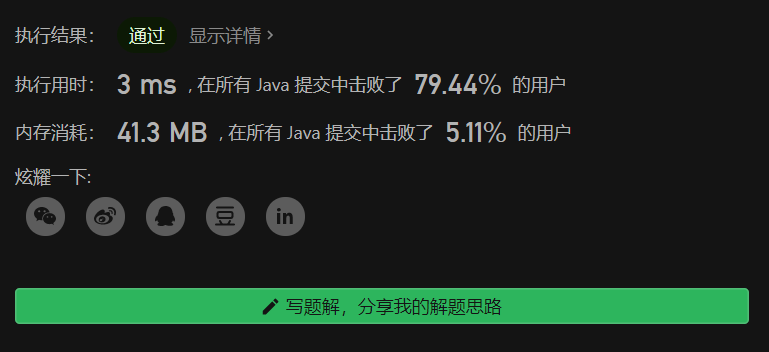 执行结果： 通过 显示详情 >
执行用时： 3 ms , 在所有 Java 提交中击败了 79.44% 的用户
内存消耗： 41.3 MB , 在所有 Java 提交中击败了 5.11% 的用户
炫耀一下:
豆 in
写题解，分享我的解题思路